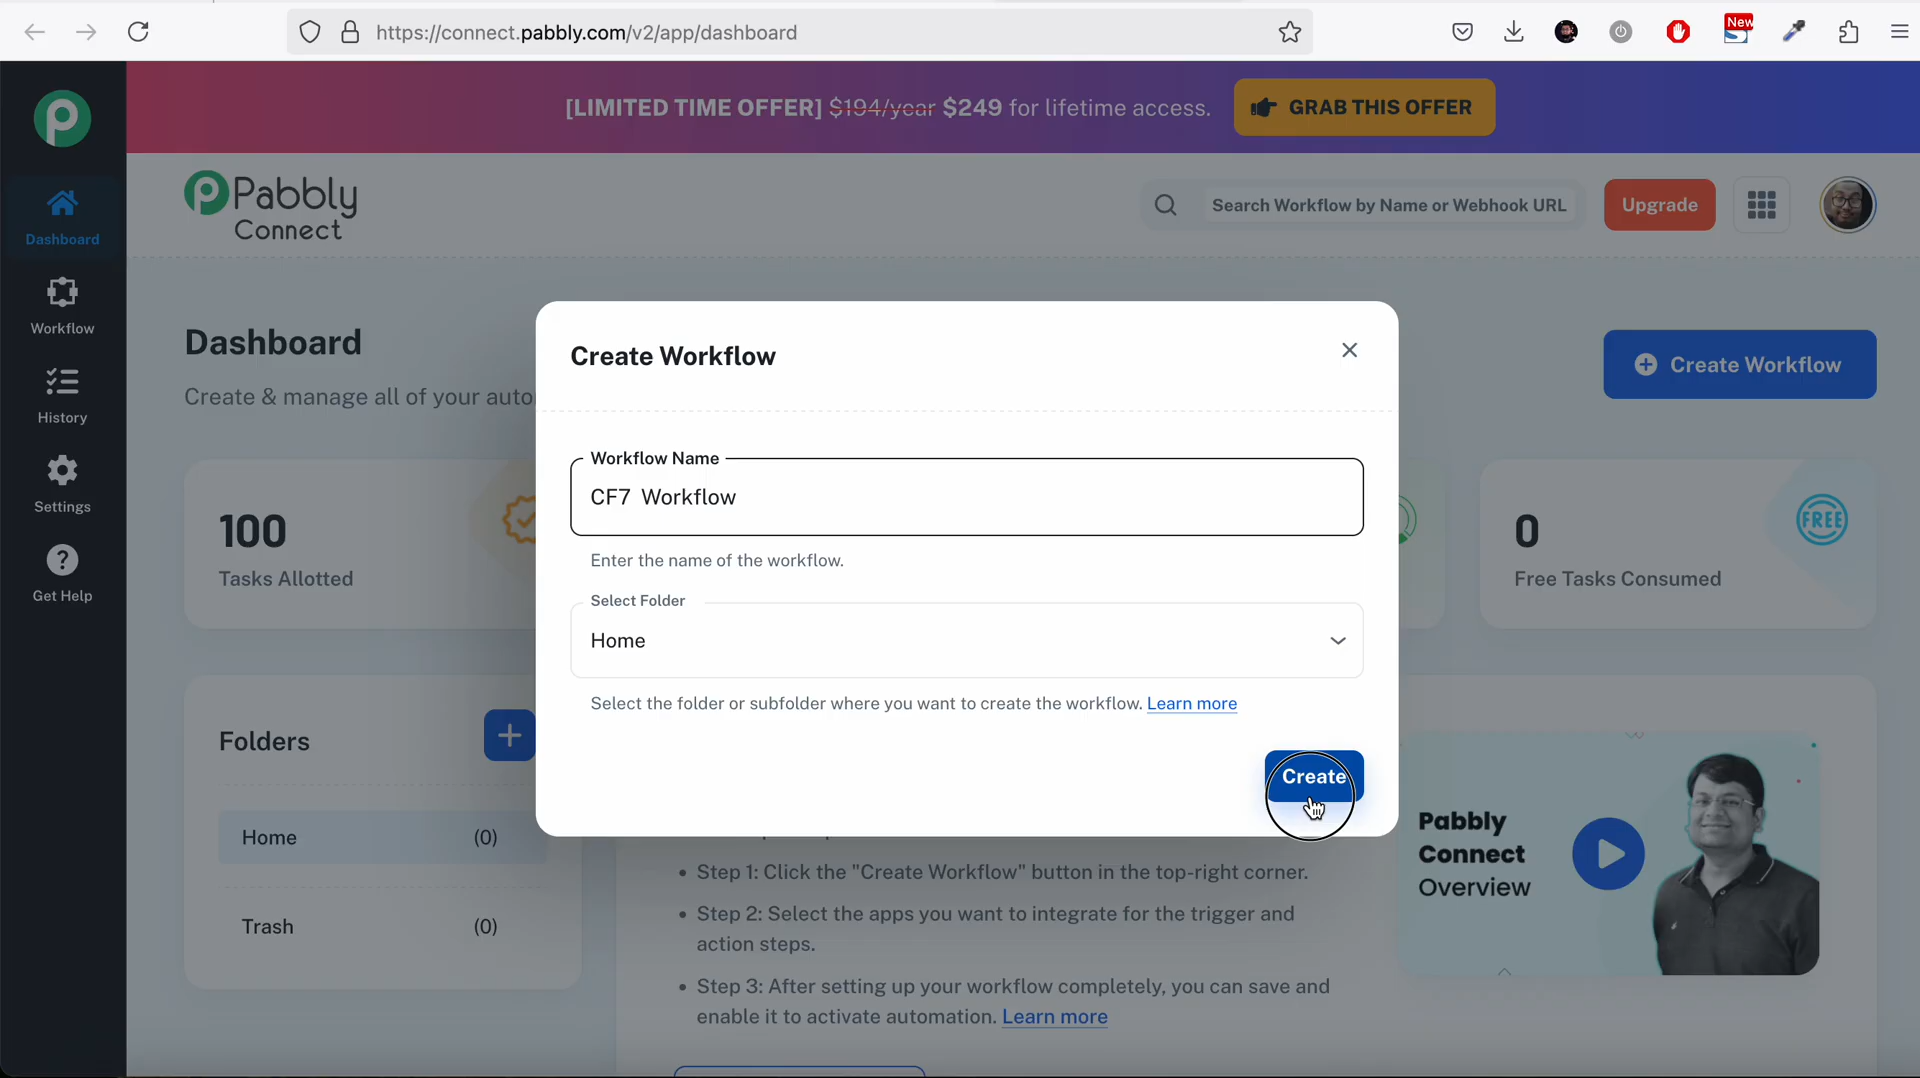 https://connect.pabbly.com/v2/app/dashboard
New
[LIMITED TIME OFFER] $194/year $249 for lifetime access.
GRAB THIS OFFER
Pabbly
Connect
Search Workflow by Name or Webhook URL
Upgrade
Dashboard
Workflow
History
Settings
Get Help
Dashboard
Create & manage all of your auto
Create Workflow
100
Tasks Allotted
0
Free Tasks Consumed
FREE
Folders
Home (0)
Trash (0)
Create Workflow
Workflow Name
CF7  Workflow
Enter the name of the workflow.
Select Folder
Home
Select the folder or subfolder where you want to create the workflow. Learn more
Create
• Step 1: Click the "Create Workflow" button in the top-right corner.
• Step 2: Select the apps you want to integrate for the trigger and
action steps.
• Step 3: After setting up your workflow completely, you can save and
enable it to activate automation. Learn more
Pabbly
Connect
Overview